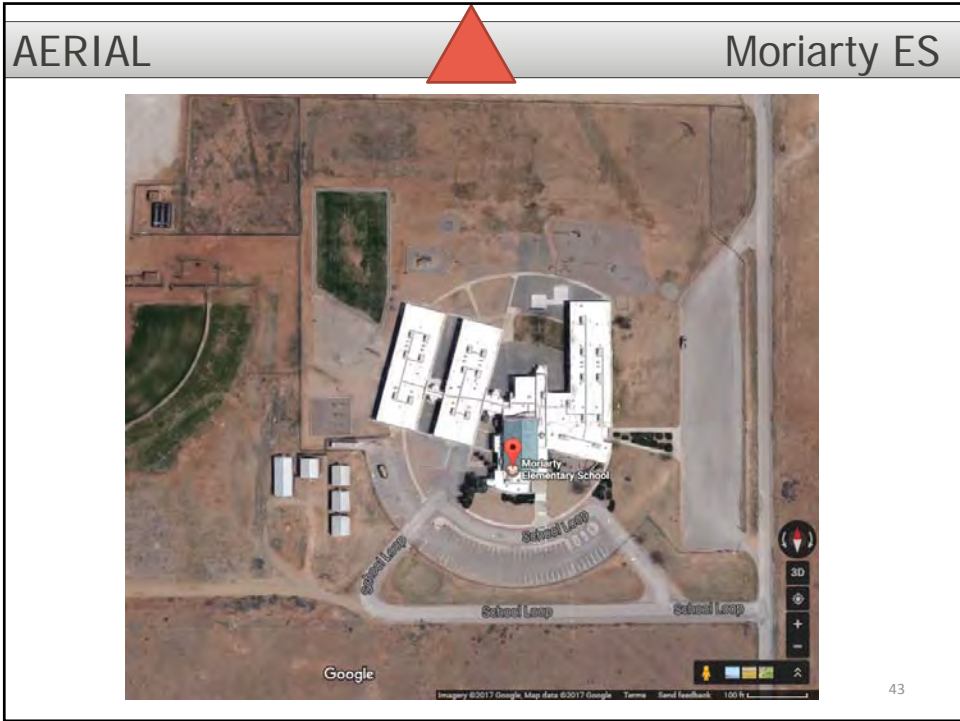 AERIAL
Moriarty ES
Moriarty
Elementary School
School Loop
School Loop
School Loop
School Loop
3D
+
−
Google
Imagery ©2017 Google, Map data ©2017 Google Terms Send feedback 100 ft
43